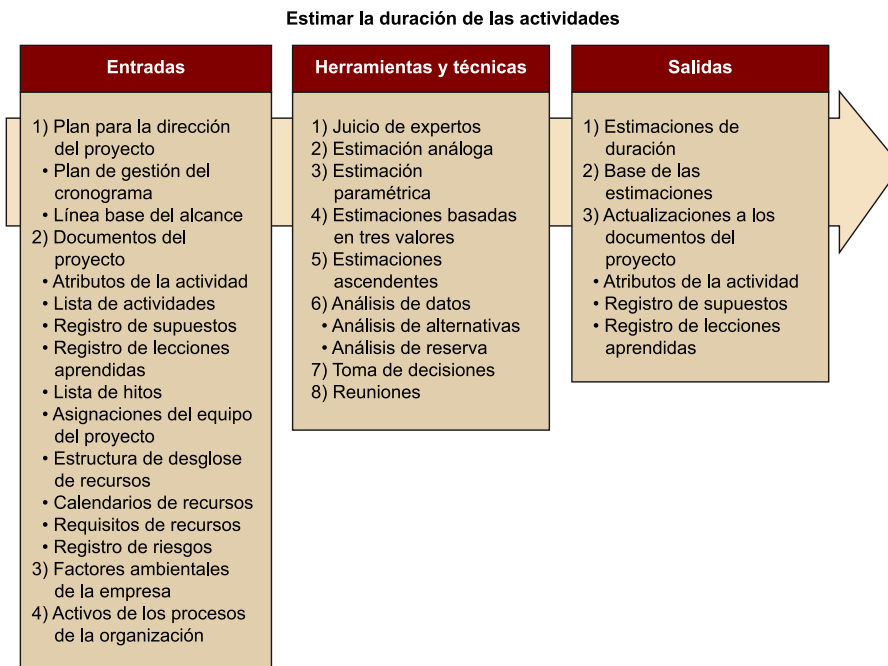 Estimar la duración de las actividades
Entradas
1) Plan para la dirección
del proyecto
• Plan de gestión del
cronograma
• Línea base del alcance
2) Documentos del
proyecto
• Atributos de la actividad
• Lista de actividades
• Registro de supuestos
• Registro de lecciones
aprendidas
• Lista de hitos
• Asignaciones del equipo
del proyecto
• Estructura de desglose
de recursos
• Calendarios de recursos
• Requisitos de recursos
• Registro de riesgos
3) Factores ambientales
de la empresa
4) Activos de los procesos
de la organización
Herramientas y técnicas
1) Juicio de expertos
2) Estimación análoga
3) Estimación
paramétrica
4) Estimaciones basadas
en tres valores
5) Estimaciones
ascendentes
6) Análisis de datos
• Análisis de alternativas
• Análisis de reserva
7) Toma de decisiones
8) Reuniones
Salidas
1) Estimaciones de
duración
2) Base de las
estimaciones
3) Actualizaciones a los
documentos del
proyecto
• Atributos de la actividad
• Registro de supuestos
• Registro de lecciones
aprendidas